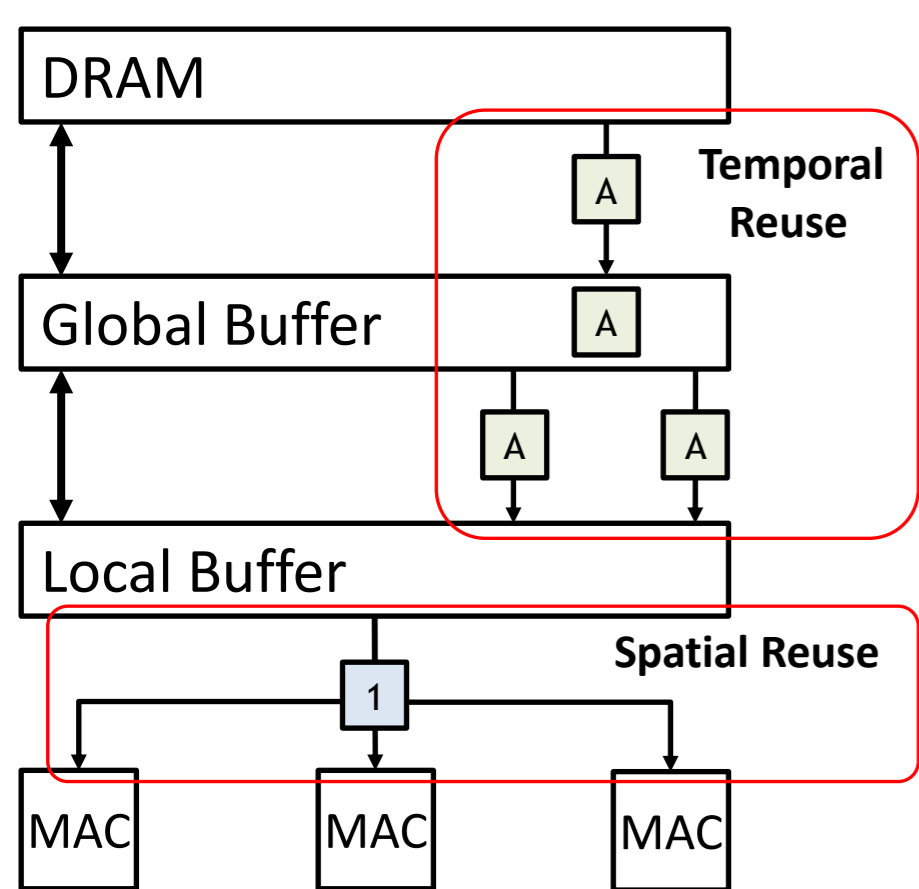 DRAM
A
Temporal
Reuse
Global Buffer
A
A
A
Local Buffer
Spatial Reuse
1
MAC
MAC
MAC